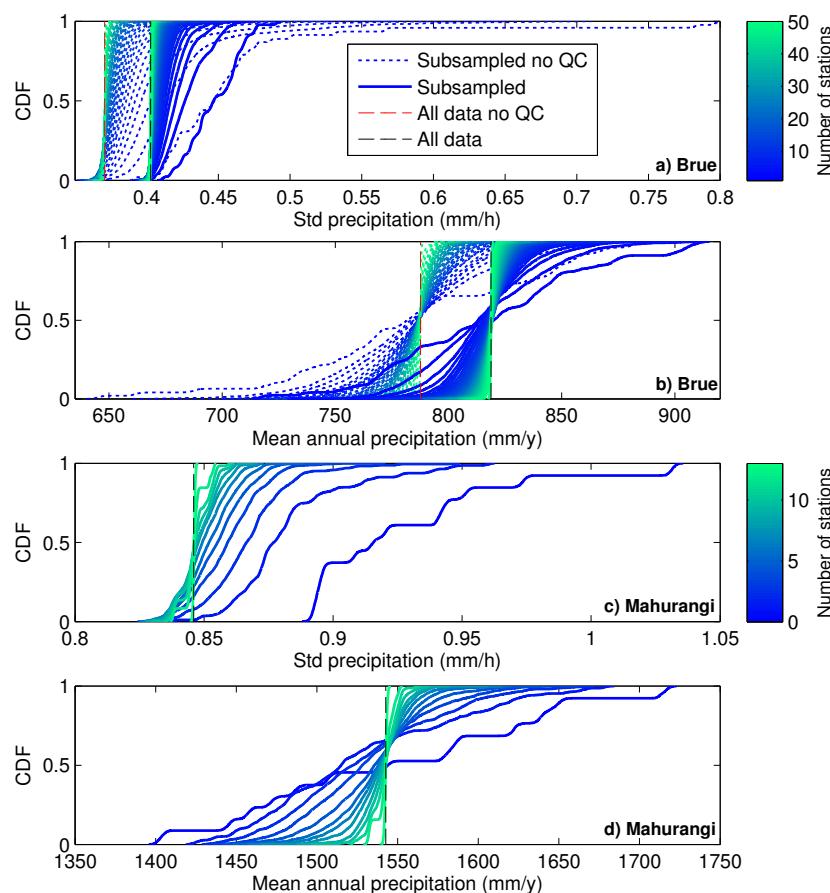 1
0.5
0
CDF
0.4
0.45
0.5
0.55
0.6
0.65
0.7
0.75
0.8
Std precipitation (mm/h)
Subsampled no QC
Subsampled
All data no QC
All data
a) Brue
50
40
30
20
10
Number of stations
1
0.5
0
CDF
650
700
750
800
850
900
Mean annual precipitation (mm/y)
b) Brue
1
0.5
0
CDF
0.8
0.85
0.9
0.95
1
1.05
Std precipitation (mm/h)
c) Mahurangi
10
5
0
Number of stations
1
0.5
0
CDF
1350
1400
1450
1500
1550
1600
1650
1700
1750
Mean annual precipitation (mm/y)
d) Mahurangi